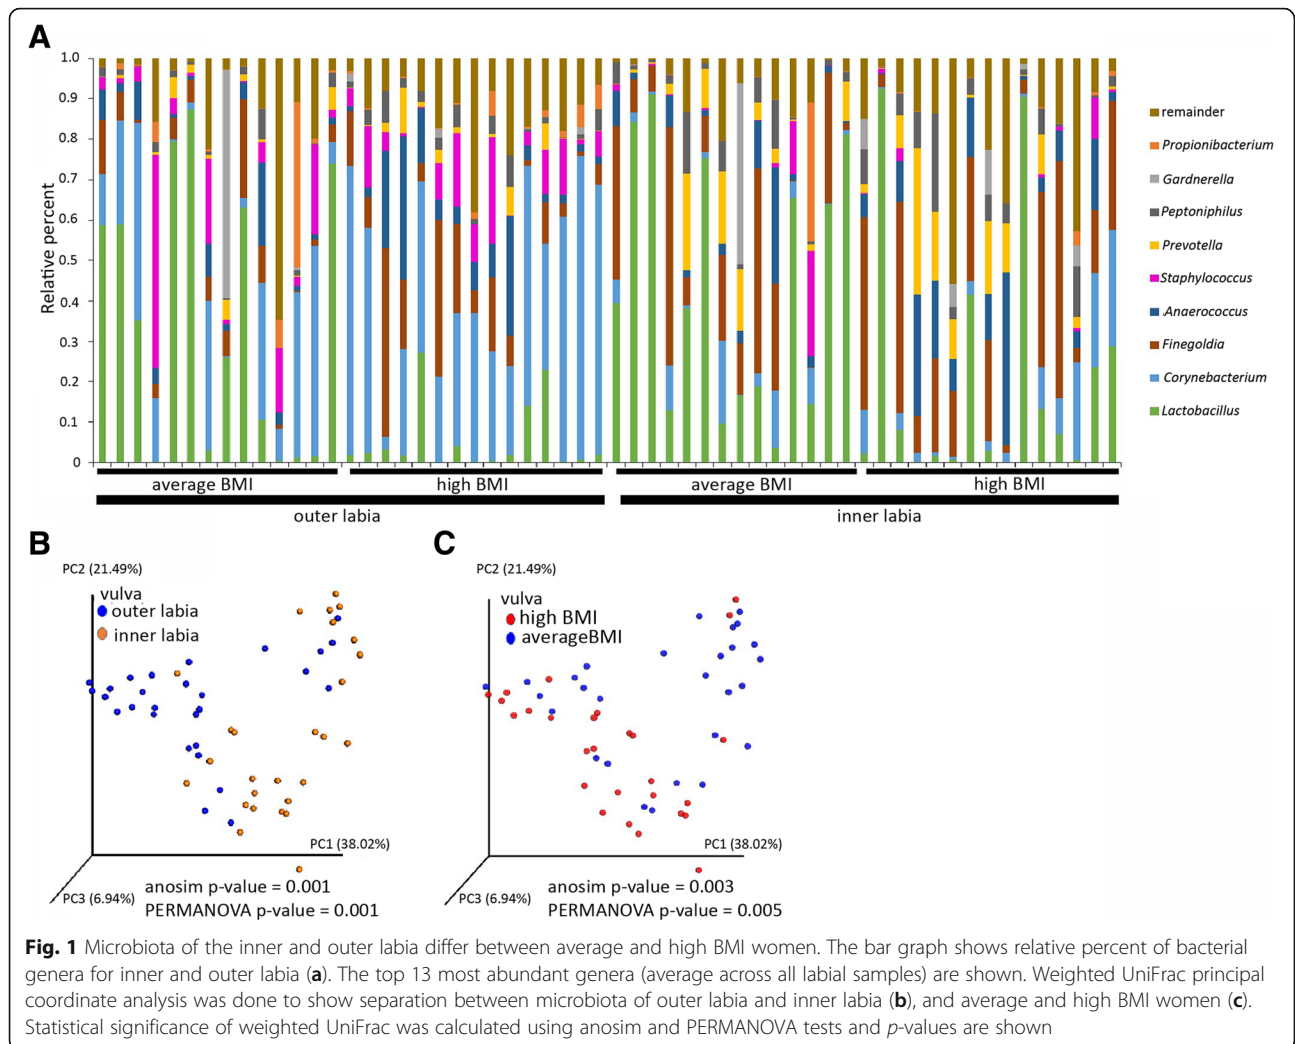 A
1.0
0.9
0.8
0.7
0.6
0.5
0.4
0.3
0.2
0.1
0
Relative percent
remainder
Propionibacterium
Gardnerella
Peptoniphilus
Prevotella
Staphylococcus
Anaerococcus
Finegoldia
Corynebacterium
Lactobacillus
average BMI
high BMI
average BMI
high BMI
outer labia
inner labia
B
PC2 (21.49%)
vulva
outer labia
inner labia
PC1 (38.02%)
PC3 (6.94%)
anosim p-value = 0.001
PERMANOVA p-value = 0.001
C
PC2 (21.49%)
vulva
high BMI
averageBMI
PC1 (38.02%)
PC3 (6.94%)
anosim p-value = 0.003
PERMANOVA p-value = 0.005
Fig. 1 Microbiota of the inner and outer labia differ between average and high BMI women. The bar graph shows relative percent of bacterial
genera for inner and outer labia (a). The top 13 most abundant genera (average across all labial samples) are shown. Weighted UniFrac principal
coordinate analysis was done to show separation between microbiota of outer labia and inner labia (b), and average and high BMI women (c).
Statistical significance of weighted UniFrac was calculated using anosim and PERMANOVA tests and p-values are shown